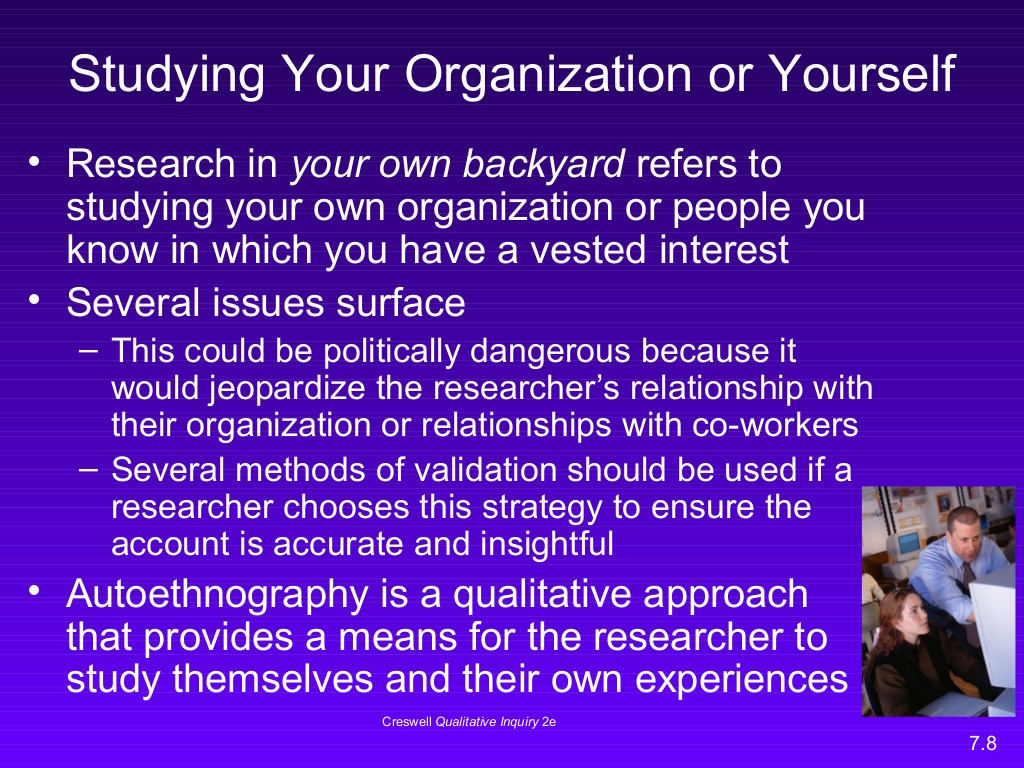 Studying Your Organization or Yourself
• Research in your own backyard refers to
studying your own organization or people you
know in which you have a vested interest
• Several issues surface
– This could be politically dangerous because it
would jeopardize the researcher’s relationship with
their organization or relationships with co-workers
– Several methods of validation should be used if a
researcher chooses this strategy to ensure the
account is accurate and insightful
• Autoethnography is a qualitative approach
that provides a means for the researcher to
study themselves and their own experiences
Creswell Qualitative Inquiry 2e
7.8